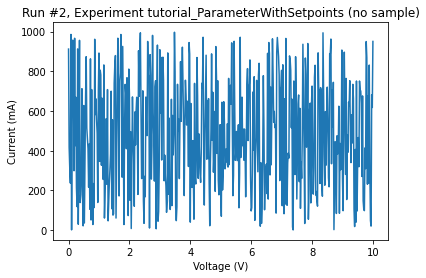 Run #2, Experiment tutorial_ParameterWithSetpoints (no sample)
1000
800
600
400
200
0
Current (mA)
0 2 4 6 8 10
Voltage (V)